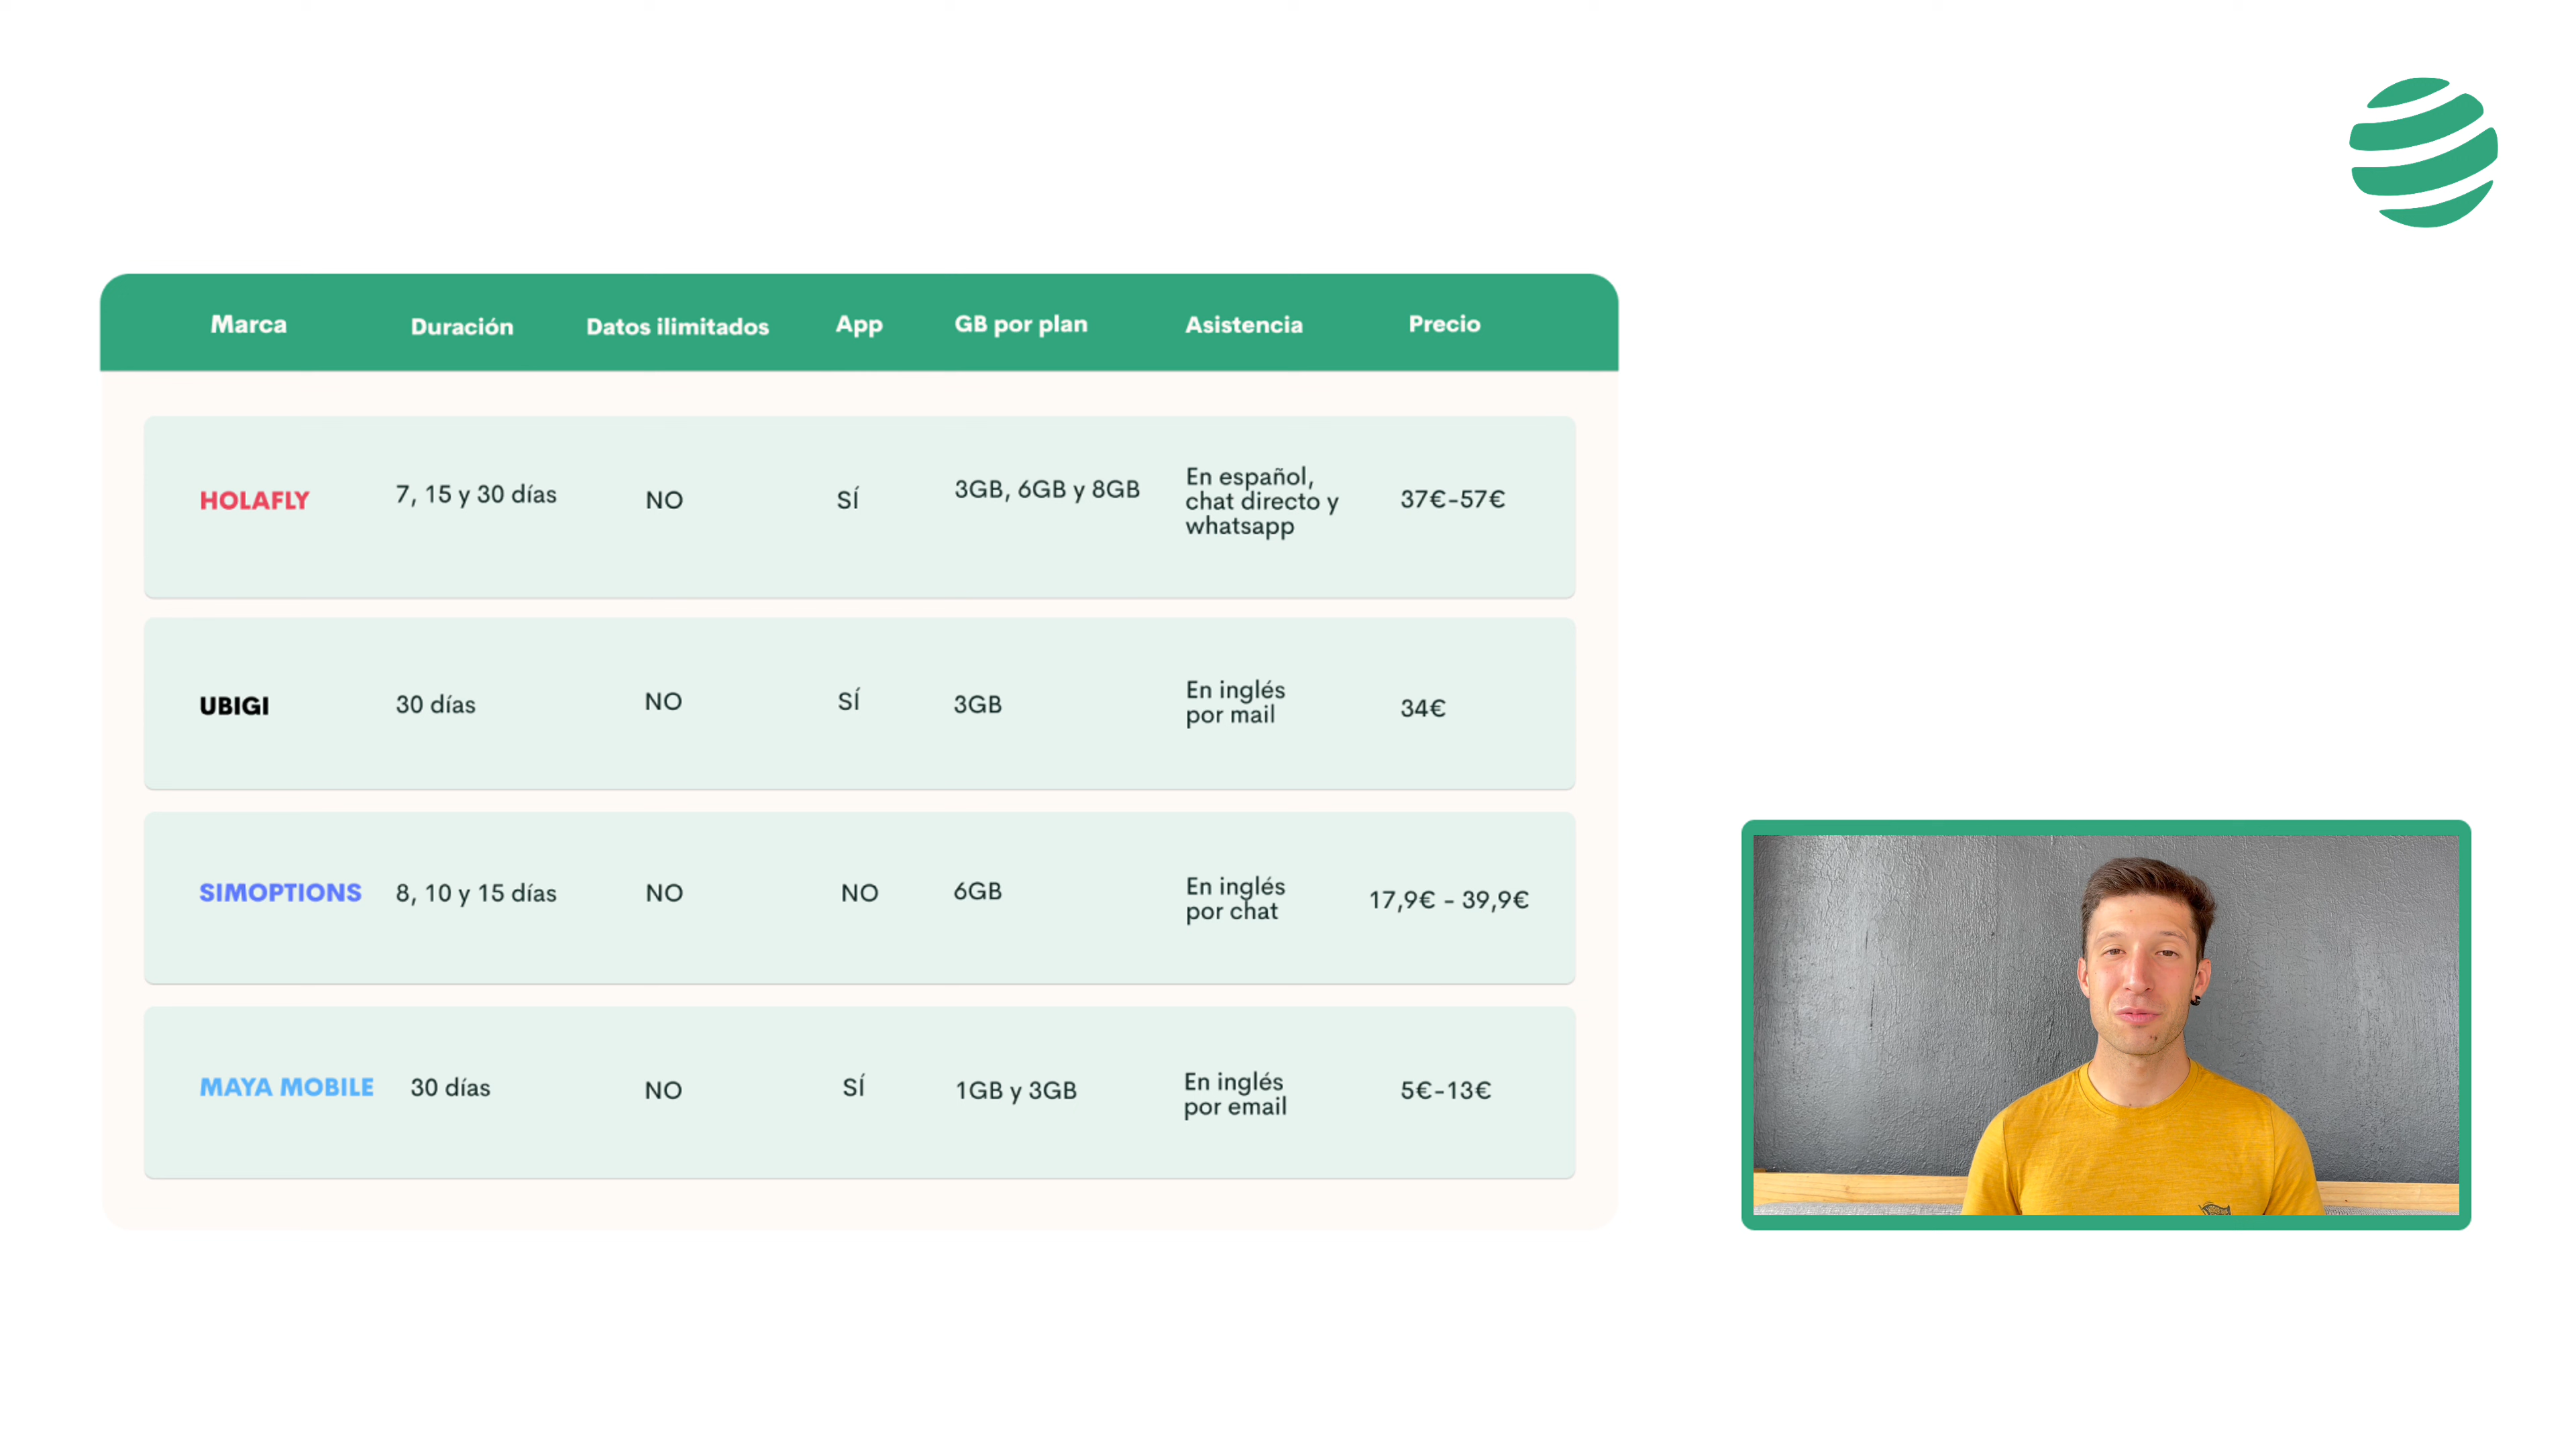 Marca Duración Datos ilimitados App GB por plan Asistencia Precio
HOLAFLY 7, 15 y 30 días NO SÍ 3GB, 6GB y 8GB En español,
chat directo y
whatsapp 37€-57€
UBIGI 30 días NO SÍ 3GB En inglés
por mail 34€
SIMOPTIONS 8, 10 y 15 días NO NO 6GB En inglés
por chat 17,9€ - 39,9€
MAYA MOBILE 30 días NO SÍ 1GB y 3GB En inglés
por email 5€-13€